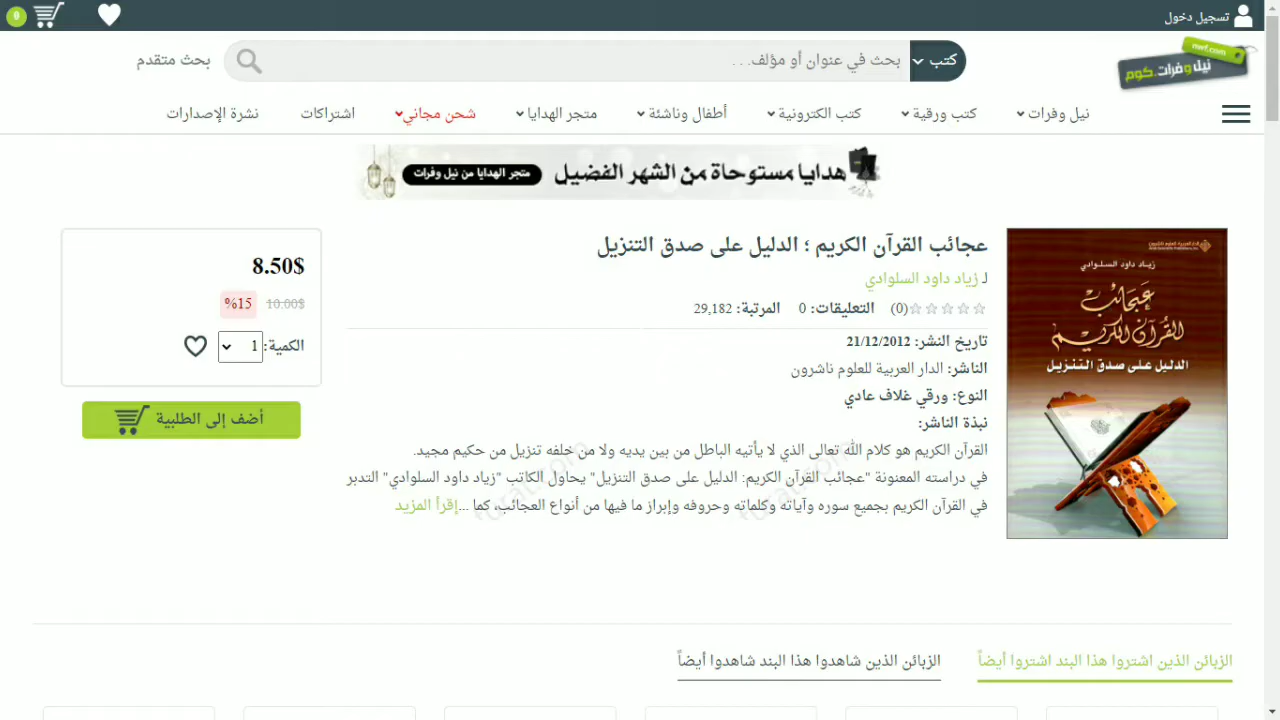 تسجيل دخول
0
nwf.com
نيل وفرات.كوم
كتب
بحث في عنوان أو مؤلف. . .
بحث متقدم
نيل وفرات
كتب ورقية
كتب الكترونية
أطفال وناشئة
متجر الهدايا
شحن مجاني
اشتراكات
نشرة الإصدارات
هدايا مستوحاة من الشهر الفضيل
متجر الهدايا من نيل وفرات
زياد داود السلوادي
عجائب
القرآن الكريم
الدليل على صدق التنزيل
عجائب القرآن الكريم ؛ الدليل على صدق التنزيل
لـ زياد داود السلوادي
(0) التعليقات: 0 المرتبة: 29,182
تاريخ النشر: 21/12/2012
الناشر: الدار العربية للعلوم ناشرون
النوع: ورقي غلاف عادي
نبذة الناشر:
القرآن الكريم هو كلام الله تعالى الذي لا يأتيه الباطل من بين يديه ولا من خلفه تنزيل من حكيم مجيد.
في دراسته المعنونة "عجائب القرآن الكريم: الدليل على صدق التنزيل" يحاول الكاتب "زياد داود السلوادي" التدبر
في القرآن الكريم بجميع سوره وآياته وكلماته وحروفه وإبراز ما فيها من أنواع العجائب، كما ...إقرأ المزيد
8.50$
10.00$ %15
الكمية: 1
أضف إلى الطلبية
الزبائن الذين اشتروا هذا البند اشتروا أيضاً
الزبائن الذين شاهدوا هذا البند شاهدوا أيضاً